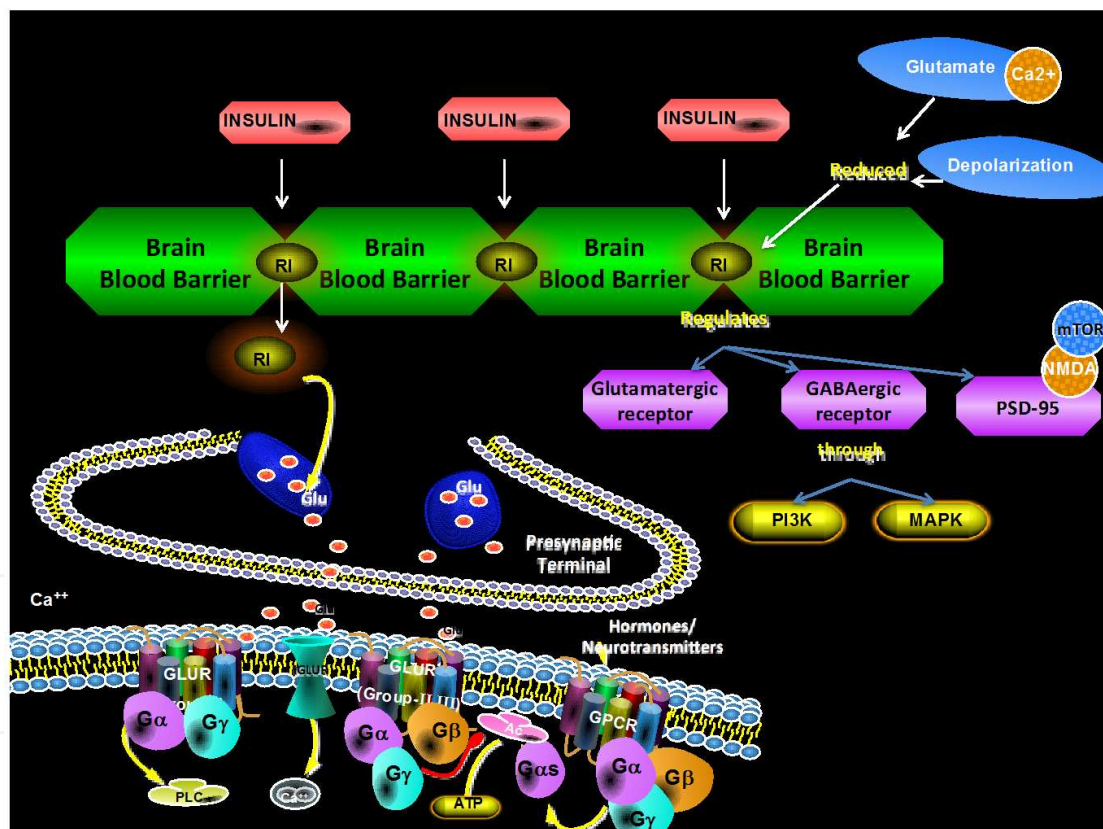 Glutamate
Ca2+
INSULIN
INSULIN
INSULIN
Reduced
Depolarization
Brain
Blood Barrier
RI
Brain
Blood Barrier
RI
Brain
Blood Barrier
RI
Brain
Blood Barrier
Regulates
RI
mTOR
NMDA
Glutamatergic
receptor
GABAergic
receptor
PSD-95
through
Glu
Glu
PI3K
MAPK
Presynaptic
Terminal
Ca++
Glu
Glu
Hormones/
Neurotransmitters
GLUR
GLUR
GLUR
(Group-II,III)
GPCR
Gα
Gγ
Gα
Gβ
Gγ
AC
Gαs
Gα
Gβ
Gγ
PLC
Ca++
ATP